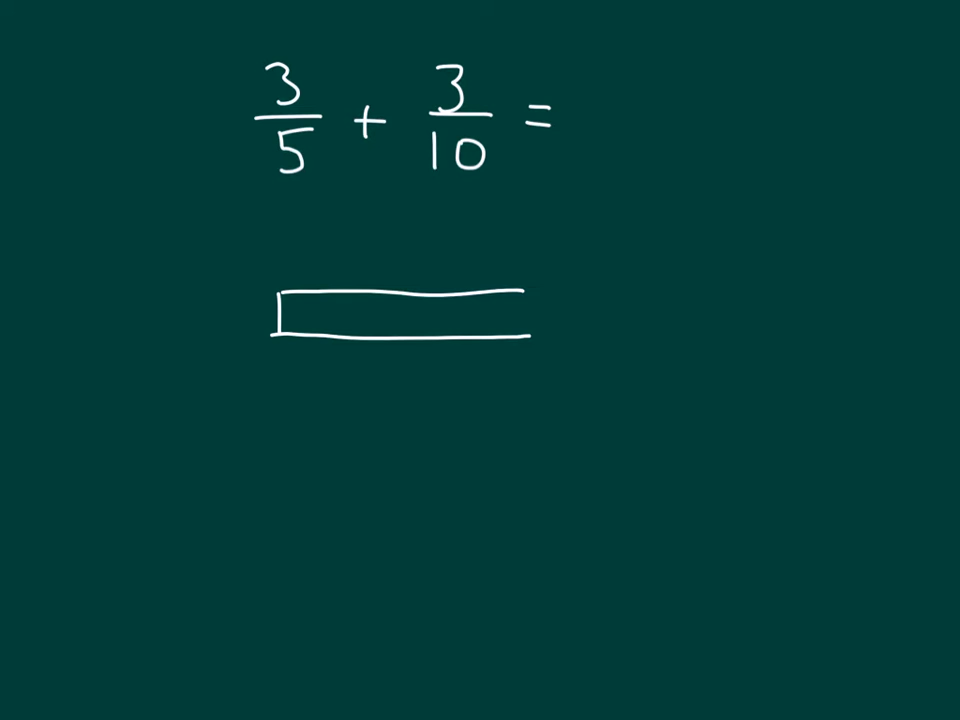 3/5 + 3/10 =